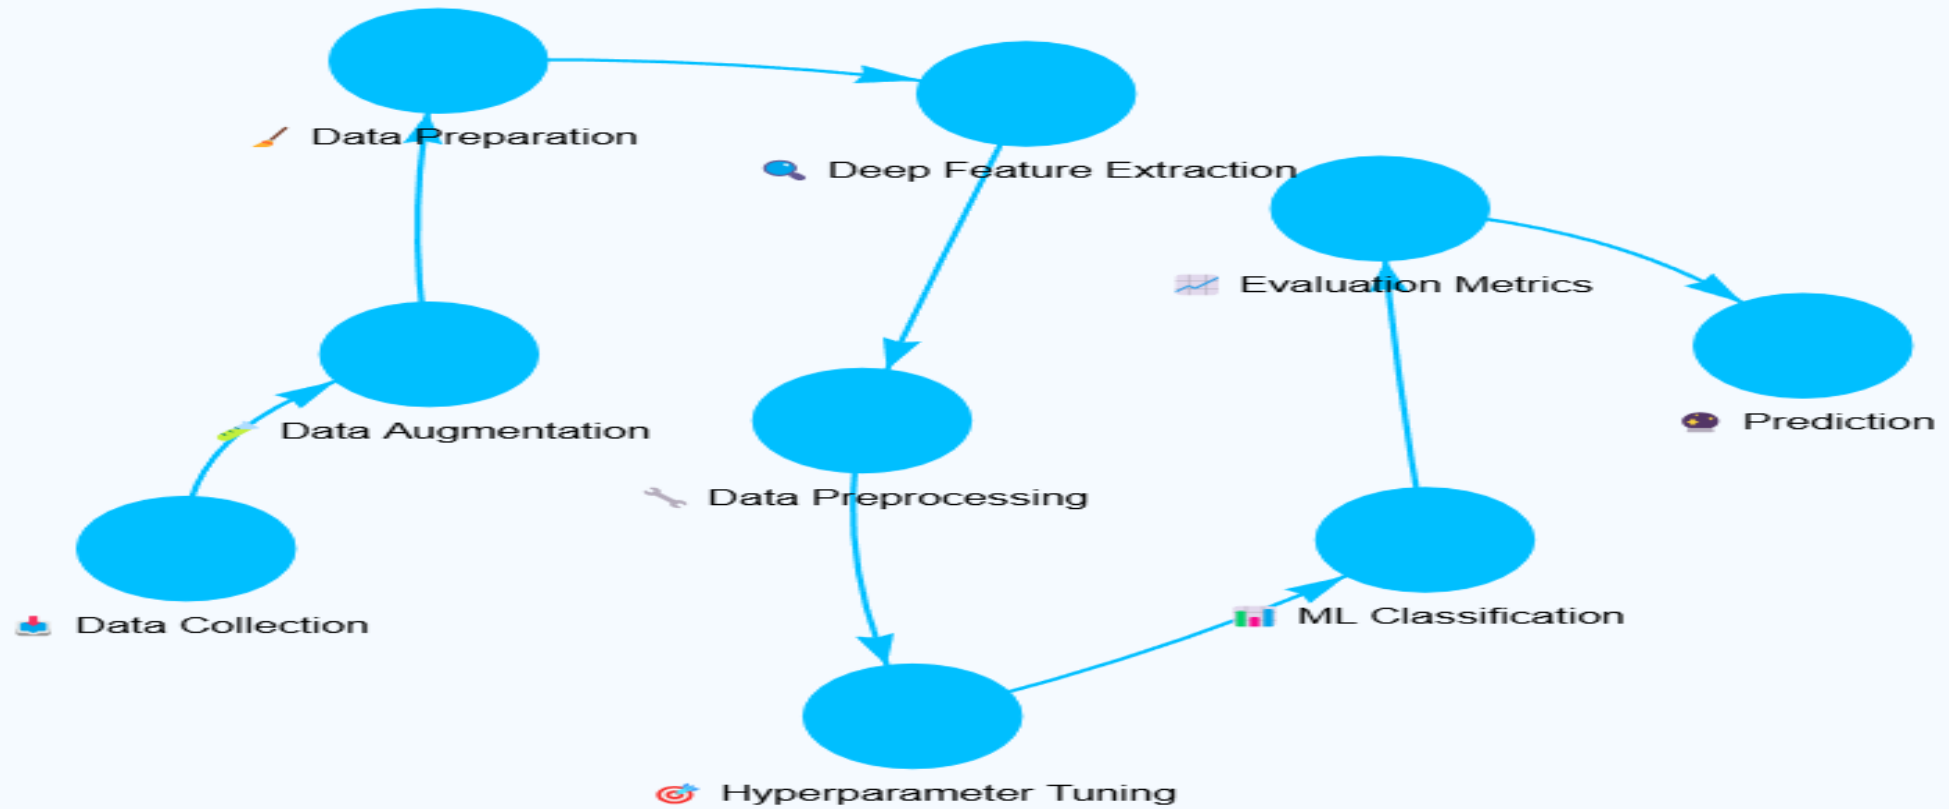 Data Collection
Data Augmentation
Data Preparation
Deep Feature Extraction
Data Preprocessing
Hyperparameter Tuning
ML Classification
Evaluation Metrics
Prediction